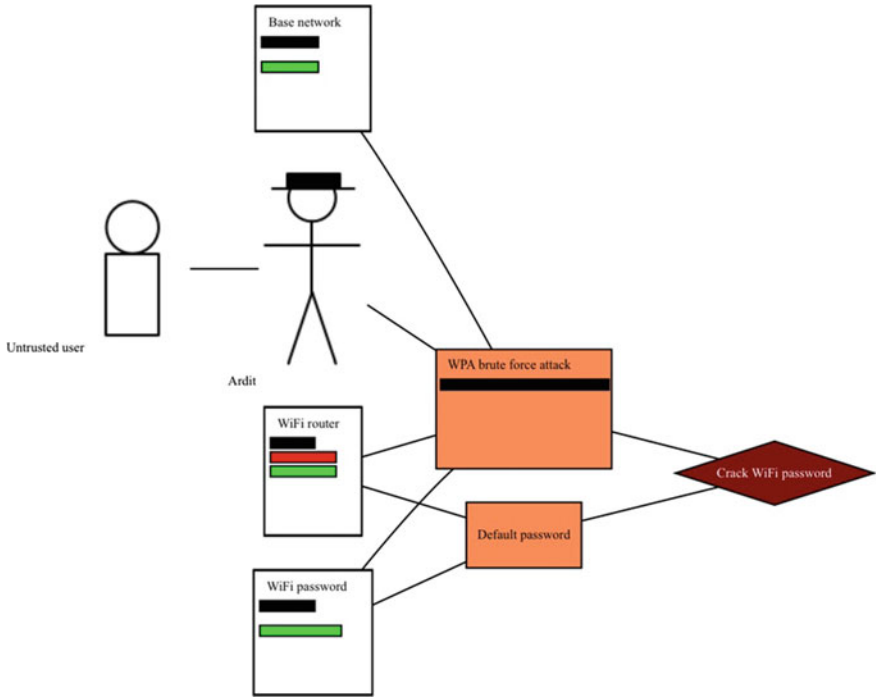 Base network
Untrusted user
Ardit
WPA brute force attack
WiFi router
Crack WiFi password
Default password
WiFi password